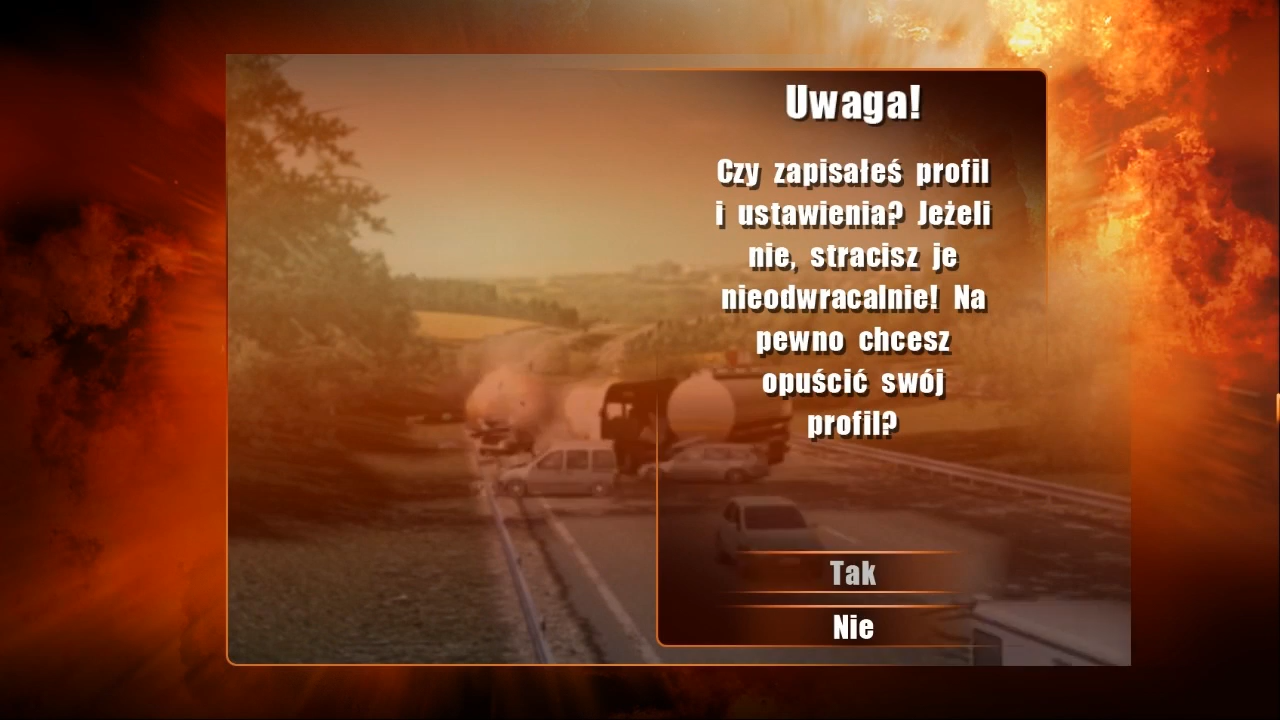 Uwaga!
Czy zapisałeś profil
i ustawienia? Jeżeli
nie, stracisz je
nieodwracalnie! Na
pewno chcesz
opuścić swój
profil?
Tak
Nie